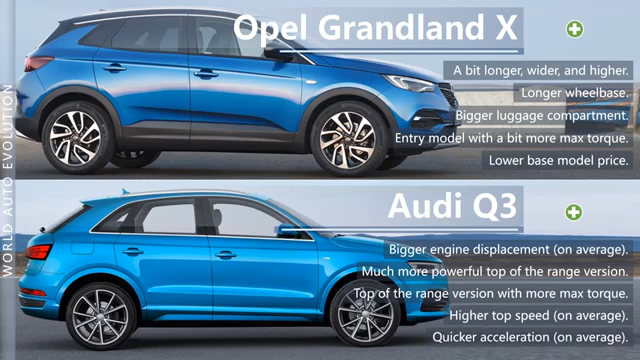 Opel Grandland X
A bit longer, wider, and higher.
Longer wheelbase.
Bigger luggage compartment.
Entry model with a bit more max torque.
Lower base model price.
WORLD AUTO EVOLUTION
Audi Q3
Bigger engine displacement (on average).
Much more powerful top of the range version.
Top of the range version with more max torque.
Higher top speed (on average).
Quicker acceleration (on average).